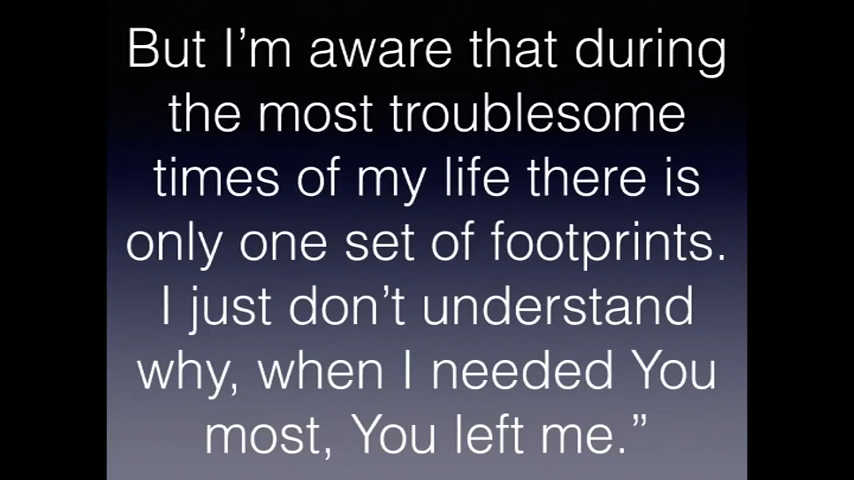 But I’m aware that during
the most troublesome
times of my life there is
only one set of footprints.
I just don’t understand
why, when I needed You
most, You left me.”